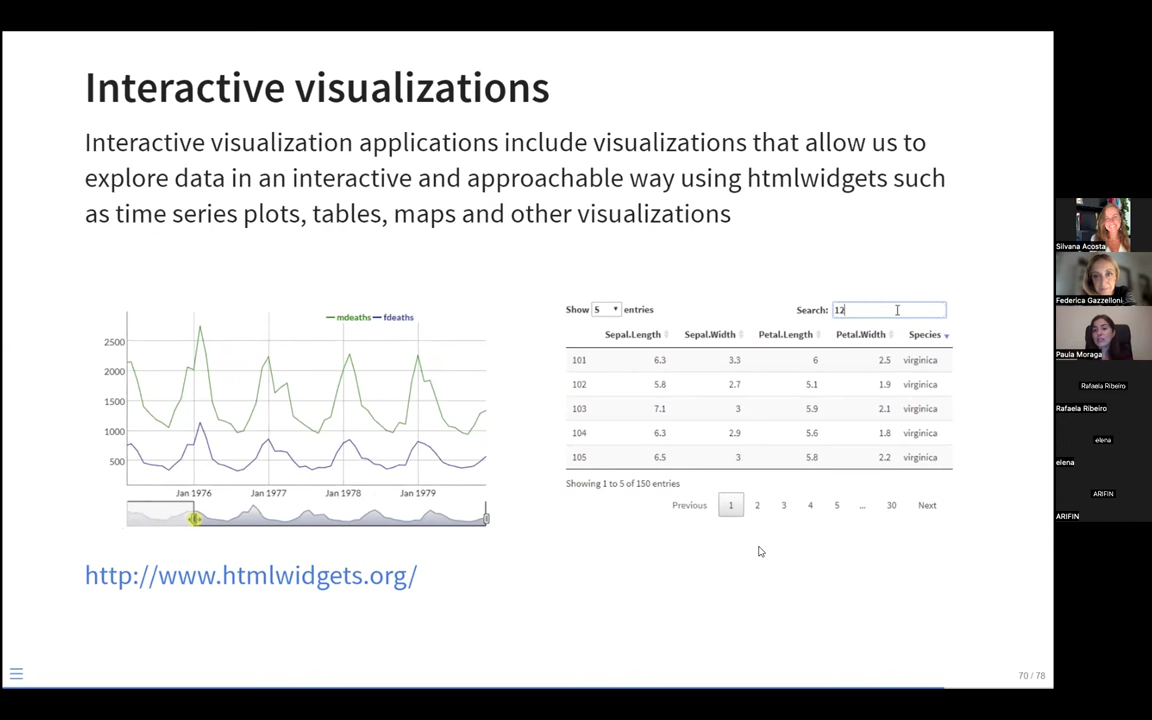 Interactive visualizations
Interactive visualization applications include visualizations that allow us to
explore data in an interactive and approachable way using htmlwidgets such
as time series plots, tables, maps and other visualizations
mdeaths fdeaths
2500
2000
1500
1000
500
Jan 1976 Jan 1977 Jan 1978 Jan 1979
Show 5 entries Search: 12
Sepal.Length Sepal.Width Petal.Length Petal.Width Species
101 6.3 3.3 6 2.5 virginica
102 5.8 2.7 5.1 1.9 virginica
103 7.1 3 5.9 2.1 virginica
104 6.3 2.9 5.6 1.8 virginica
105 6.5 3 5.8 2.2 virginica
Showing 1 to 5 of 150 entries
Previous 1 2 3 4 5 ... 30 Next
http://www.htmlwidgets.org/
70 / 78
Silvana Acosta
Federica Gazzelloni
Paula Moraga
Rafaela Ribeiro
Rafaela Ribeiro
elena
elena
ARIFIN
ARIFIN